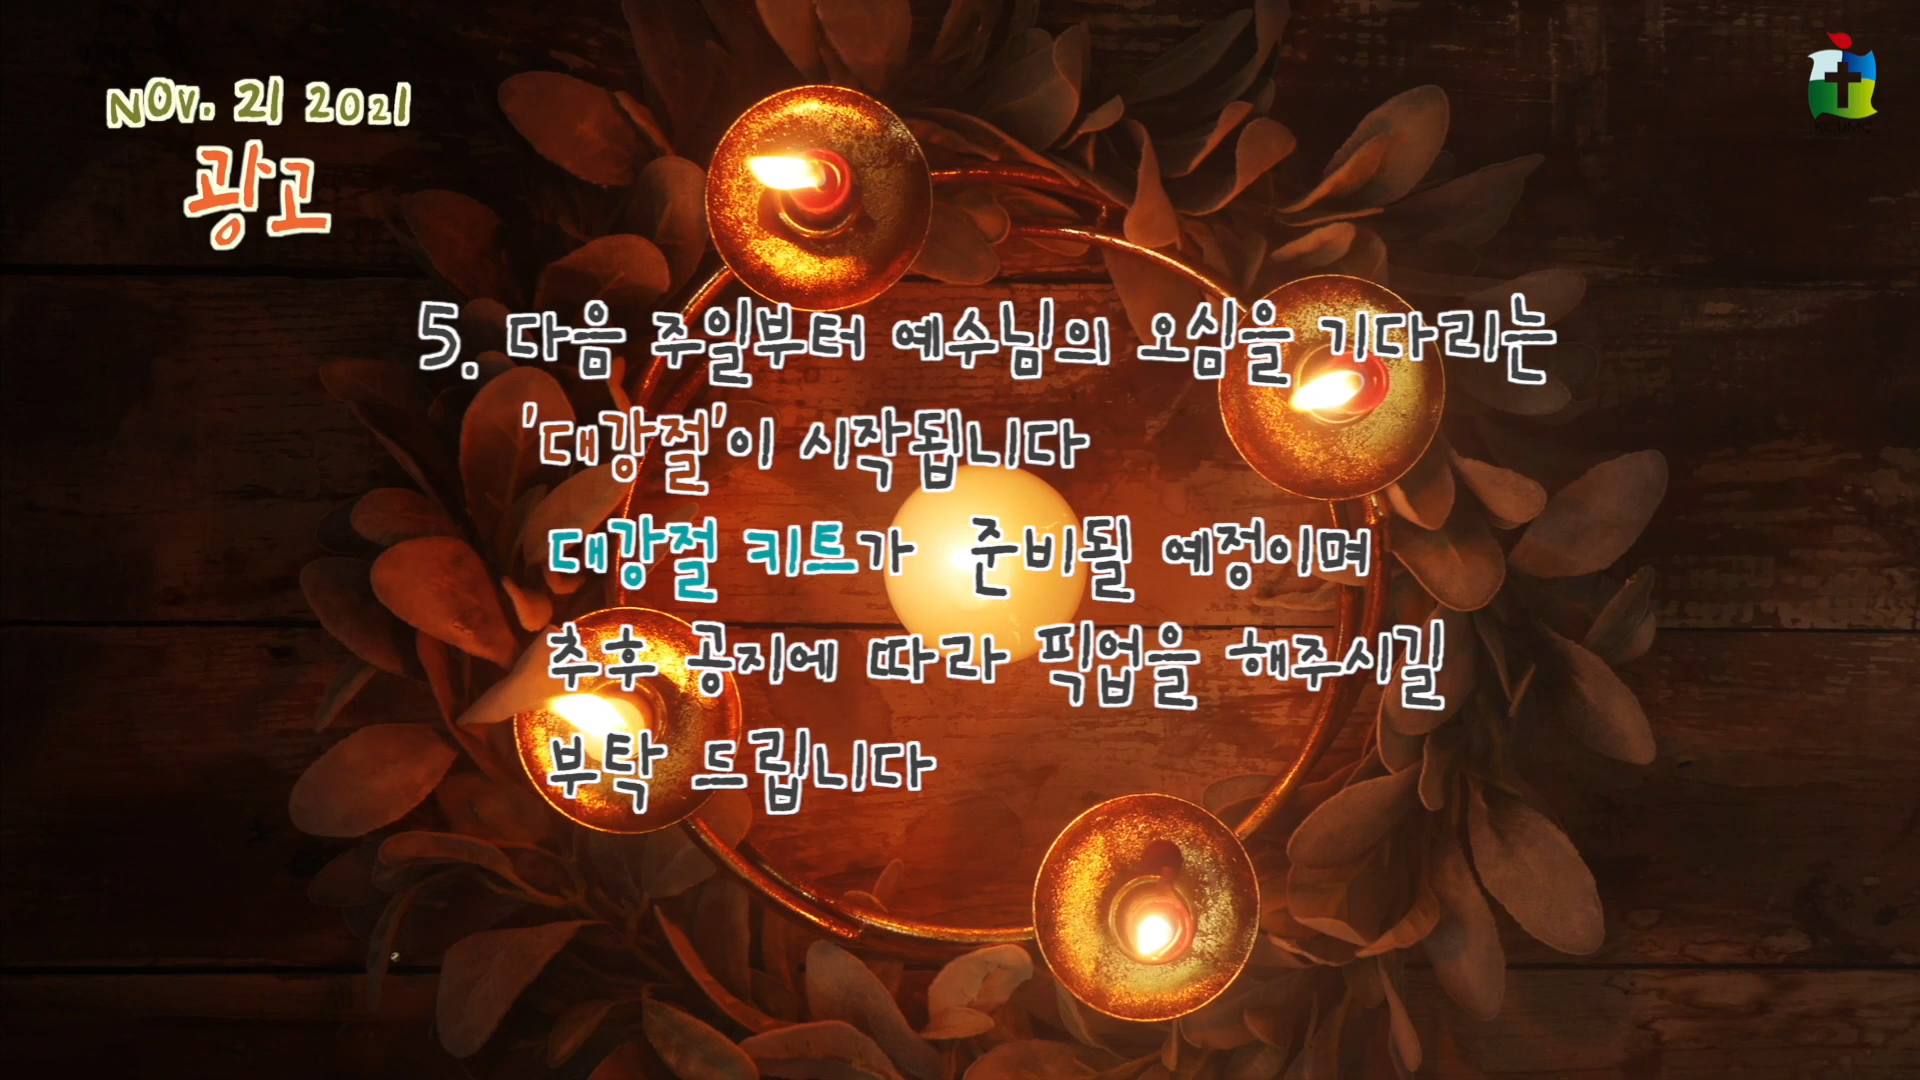 NOV. 21 2021
광고
5. 다음 주일부터 예수님의 오심을 기다리는
'대강절'이 시작됩니다
대강절 키트가 준비될 예정이며
추후 공지에 따라 픽업을 해주시길
부탁 드립니다